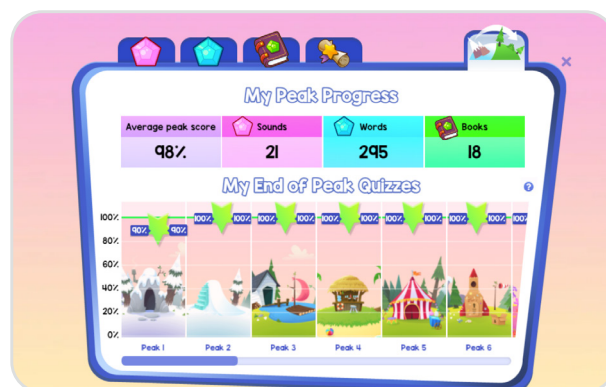 My Peak Progress
Average peak score Sounds Words Books
98% 21 295 18
My End of Peak Quizzes
?
100% 100% 100% 100% 100% 100% 100% 100% 100% 100% 100%
90% 90%
80%
60%
40%
20%
0%
Peak 1 Peak 2 Peak 3 Peak 4 Peak 5 Peak 6